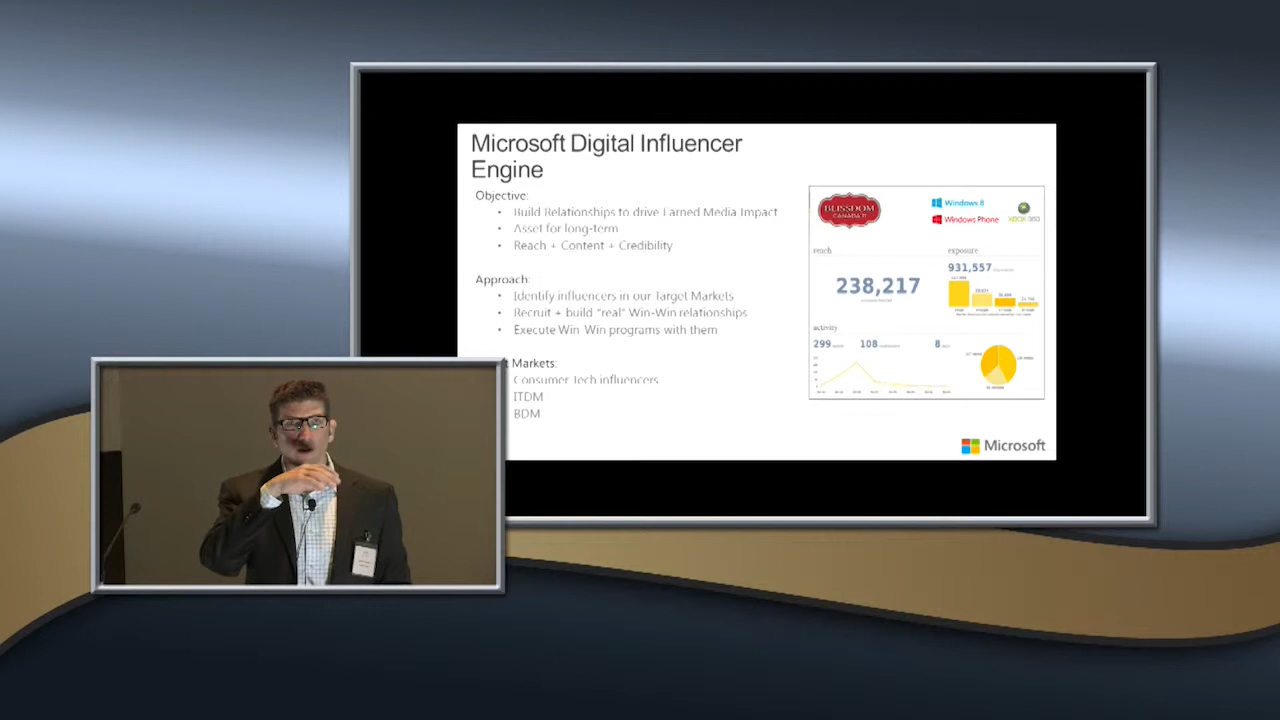 Microsoft Digital Influencer
Engine
Objective:
• Build Relationships to drive Earned Media Impact
• Asset for long-term
• Reach + Content + Credibility
Approach:
• Identify influencers in our Target Markets
• Recruit + build “real” Win-Win relationships
• Execute Win Win programs with them
Markets:
Consumer Tech influencers
ITDM
BDM
BLISSDOM
CANADA
Windows 8
Windows Phone
XBOX 360
reach
238,217
exposure
931,557
activity
299
108
8
Microsoft